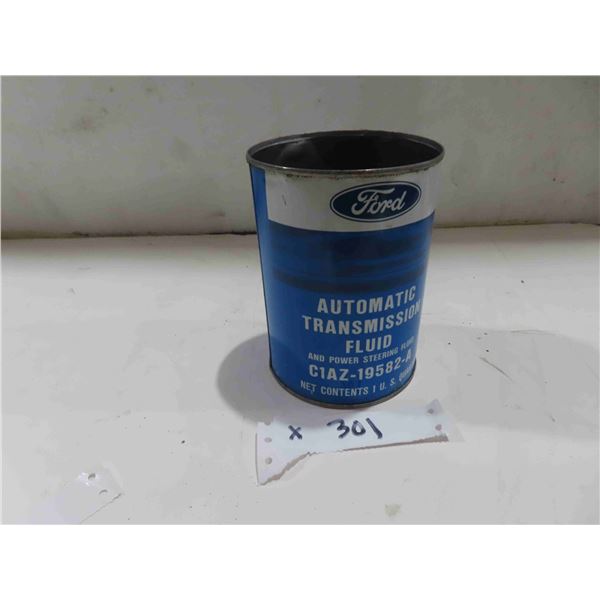 Ford
AUTOMATIC
TRANSMISSION
FLUID
AND POWER STEERING FLUID
C1AZ-19582-A
NET CONTENTS 1 U. S.
x 301